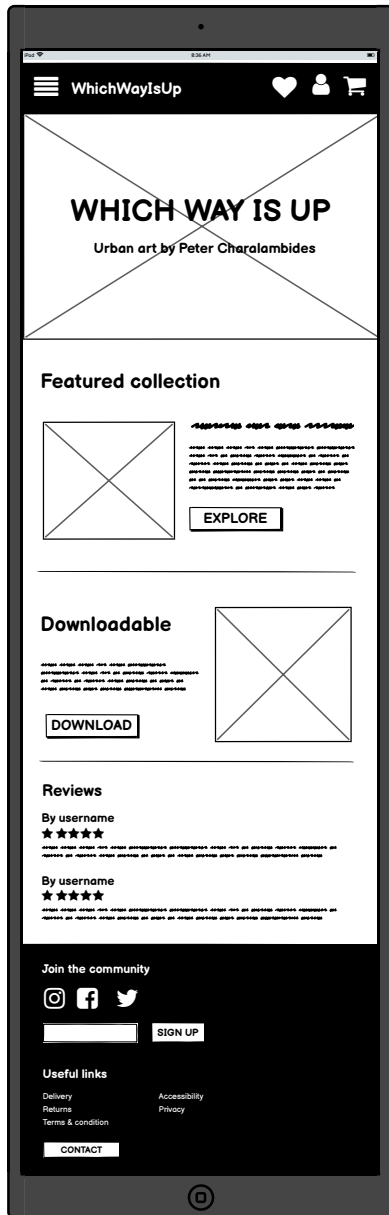 iPod 8:36 AM
WhichWayIsUp
WHICH WAY IS UP
Urban art by Peter Charalambides
Featured collection
EXPLORE
Downloadable
DOWNLOAD
Reviews
By username
By username
Join the community
SIGN UP
Useful links
Delivery
Accessibility
Returns
Privacy
Terms & condition
CONTACT